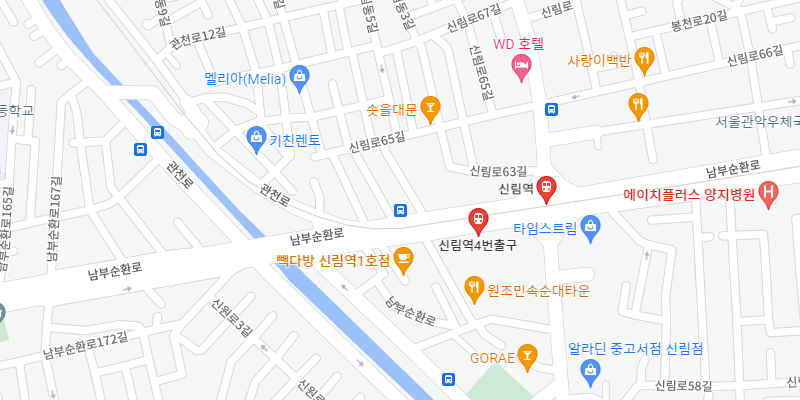 신림로67길
신림로
봉천로20길
관천로12길
WD 호텔
사랑이백반
신림로66길
멜리아(Melia)
신림로65길
솟을대문
등학교
서울관악우체국
키친렌토
신림로65길
관천로
신림로63길
남부순환로
신림역
에이치플러스 양지병원
관천로
남부순환로165길
남부순환로167길
타임스트림
남부순환로
신림역4번출구
빽다방 신림역1호점
남부순환로
원조민속순대타운
남부순환로
신원로3길
남부순환로172길
GORAE
알라딘 중고서점 신림점
신원로
신림로58길